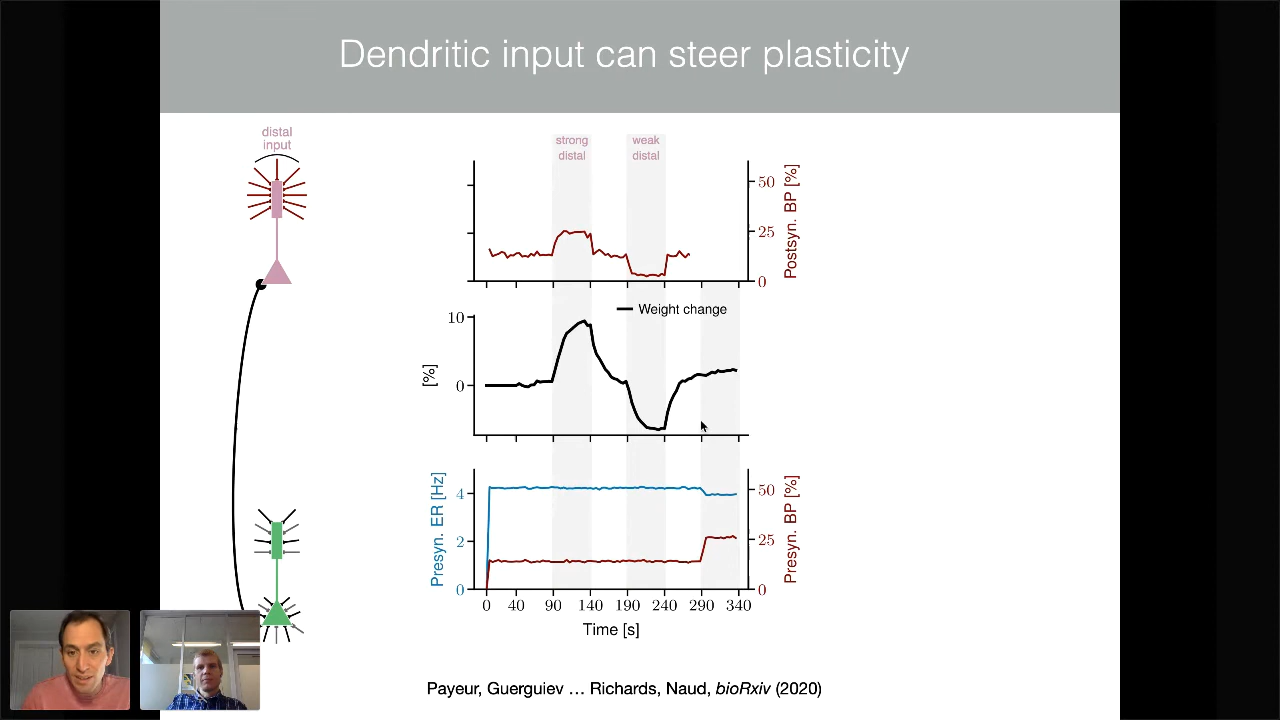 Dendritic input can steer plasticity
distal
input
strong
distal
weak
distal
50
25
0
Postsyn. BP [%]
Weight change
10
0
[%]
Presyn. ER [Hz]
4
2
0
50
25
0
Presyn. BP [%]
0 40 90 140 190 240 290 340
Time [s]
Payeur, Guerguiev ... Richards, Naud, bioRxiv (2020)